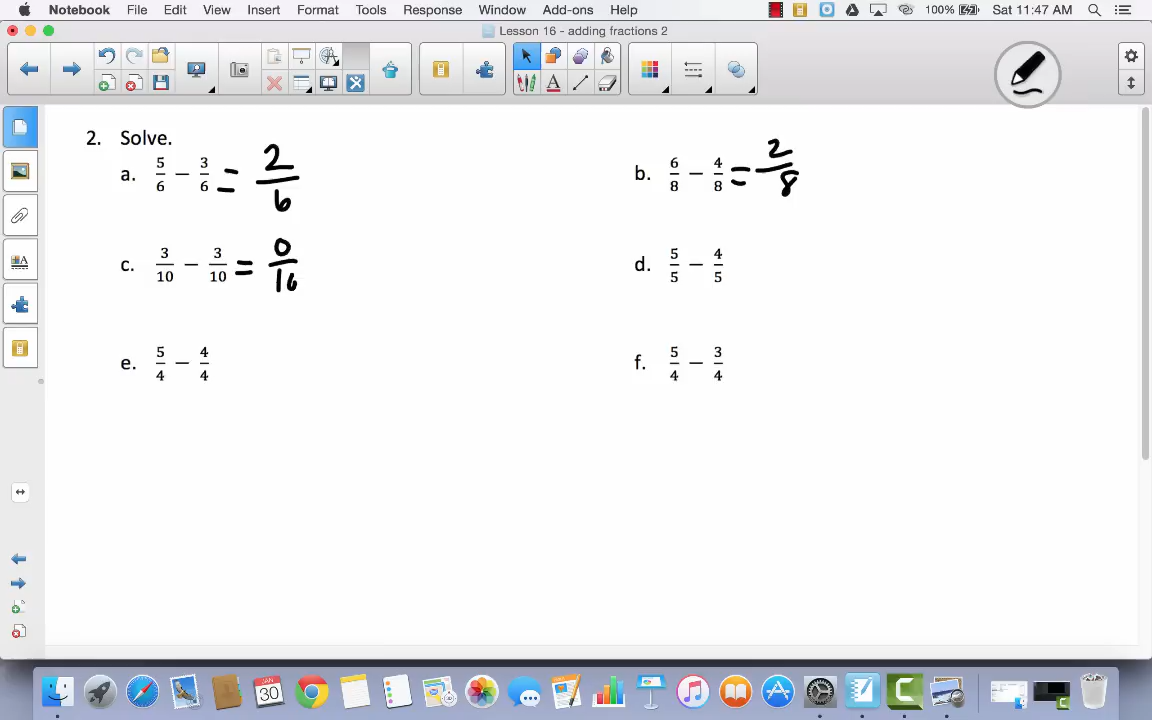 Notebook File Edit View Insert Format Tools Response Window Add-ons Help 100% Sat 11:47 AM
Lesson 16 - adding fractions 2
2. Solve.
a. 5/6 − 3/6 = 2/6
b. 6/8 − 4/8 = 2/8
c. 3/10 − 3/10 = 0/10
d. 5/5 − 4/5
e. 5/4 − 4/4
f. 5/4 − 3/4
30